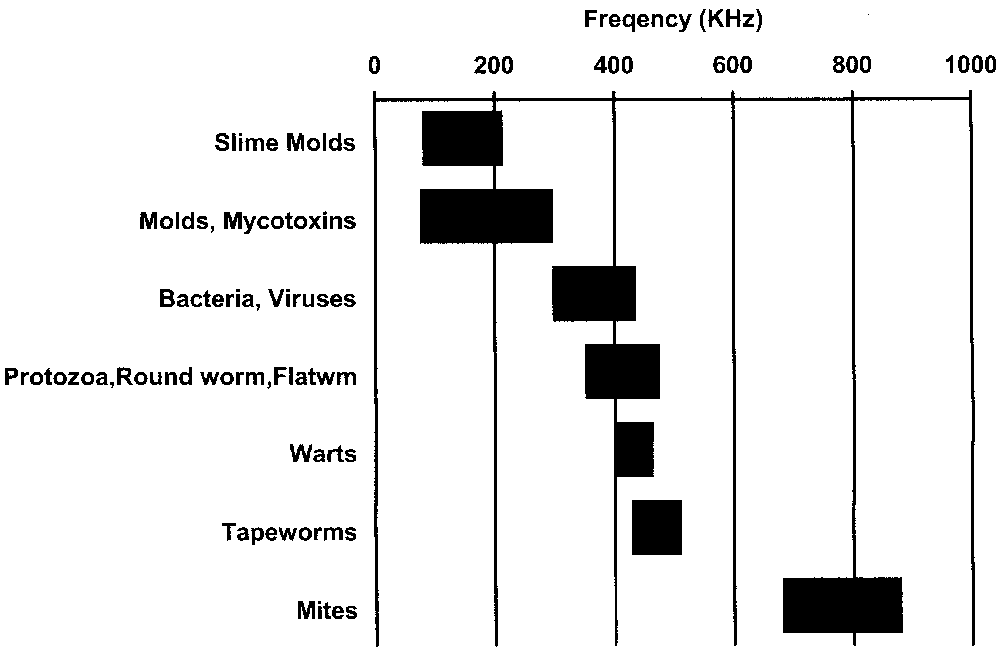 Freqency (KHz)
0 200 400 600 800 1000
Slime Molds
Molds, Mycotoxins
Bacteria, Viruses
Protozoa,Round worm,Flatwm
Warts
Tapeworms
Mites